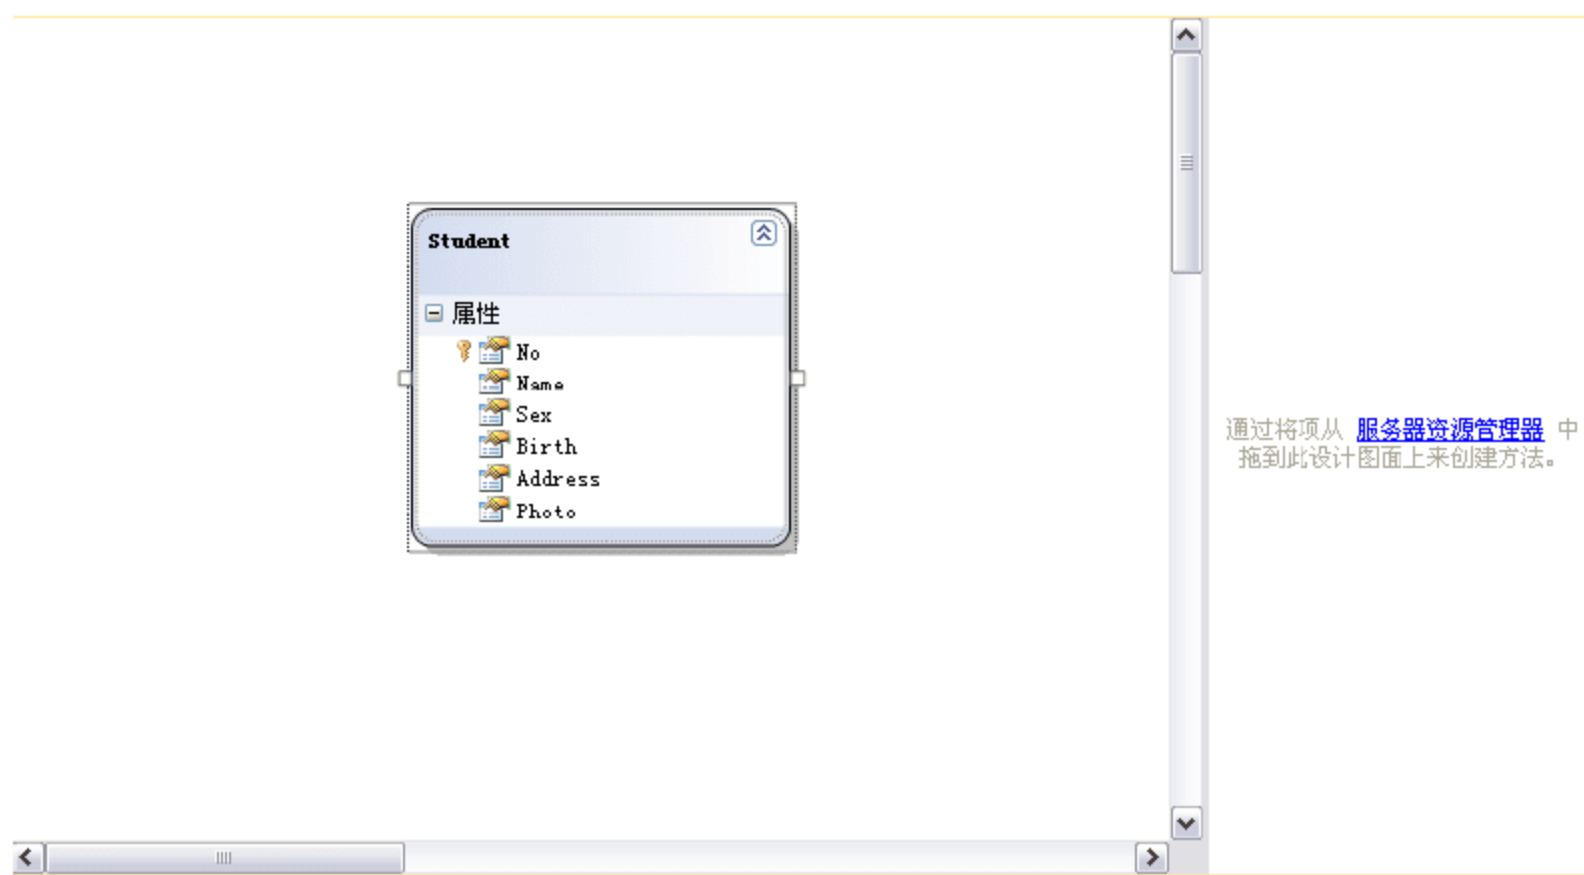 Student
属性
No
Name
Sex
Birth
Address
Photo
通过将项从 服务器资源管理器 中
拖到此设计图面上来创建方法。